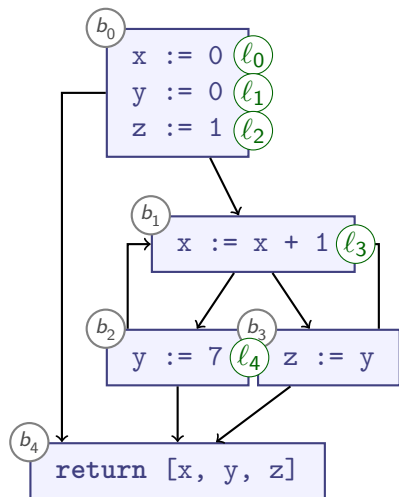 b₀
x := 0 ℓ₀
y := 0 ℓ₁
z := 1 ℓ₂
b₁
x := x + 1 ℓ₃
b₂
y := 7 ℓ₄
b₃
z := y
b₄
return [x, y, z]